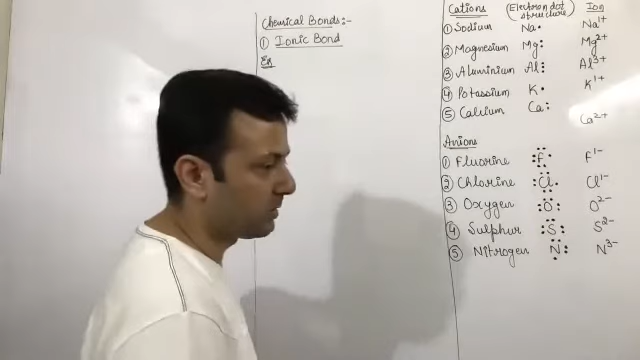 Chemical Bonds:-
① Ionic Bond
Ex
Cations (Electron dot structure) Ion
① Sodium Na• Na¹⁺
② Magnesium Mg: Mg²⁺
③ Aluminium Al⋮ Al³⁺
④ Potassium K• K¹⁺
⑤ Calcium Ca: Ca²⁺
Anions
① Fluorine F F¹⁻
② Chlorine Cl Cl¹⁻
③ Oxygen O O²⁻
④ Sulphur S S²⁻
⑤ Nitrogen N N³⁻